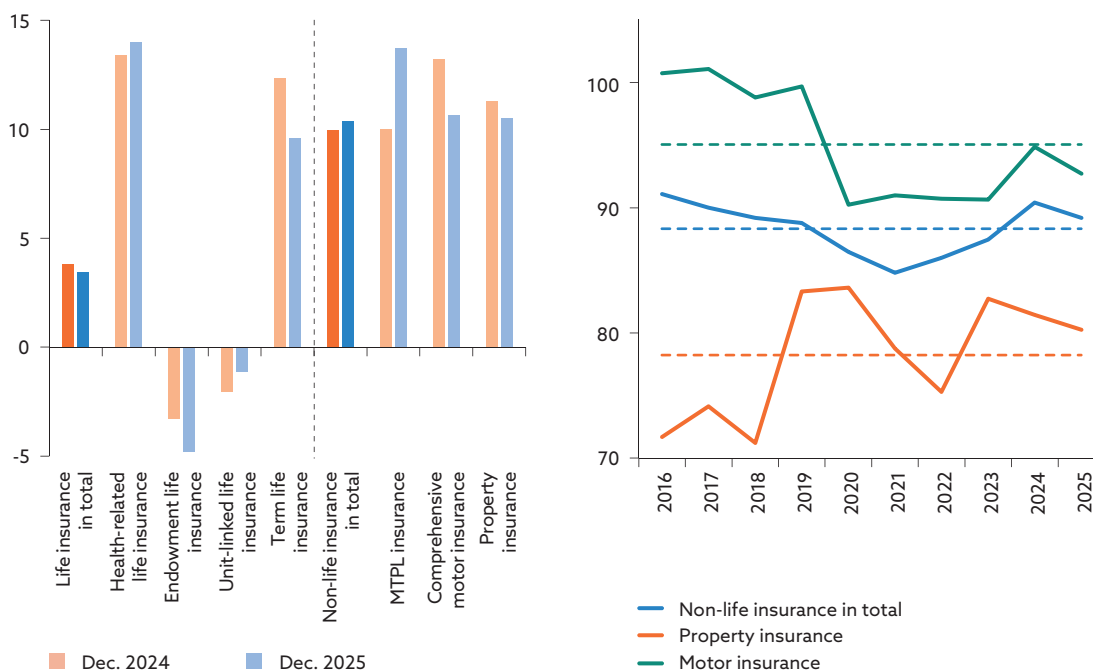 15
10
5
0
-5
Life insurance
in total
Health-related
life insurance
Endowment life
insurance
Unit-linked life
insurance
Term life
insurance
Non-life insurance
in total
MTPL insurance
Comprehensive
motor insurance
Property
insurance
Dec. 2024
Dec. 2025
100
90
80
70
2016
2017
2018
2019
2020
2021
2022
2023
2024
2025
Non-life insurance in total
Property insurance
Motor insurance